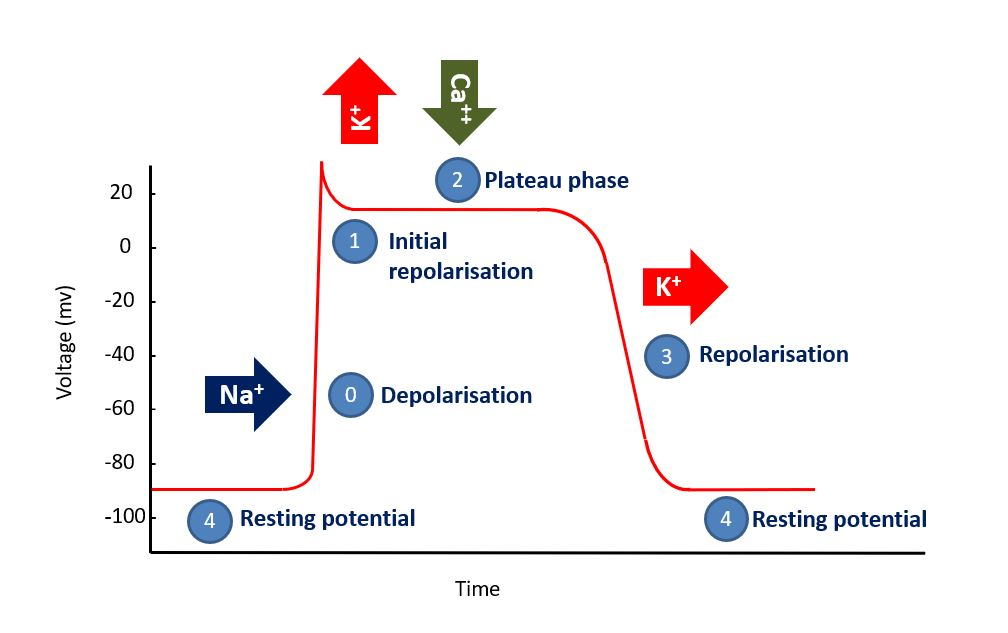 K⁺
Ca⁺⁺
2 Plateau phase
20
1 Initial
repolarisation
0
K⁺
-20
3 Repolarisation
-40
Voltage (mv)
Na⁺
0 Depolarisation
-60
-80
-100
4 Resting potential
4 Resting potential
Time